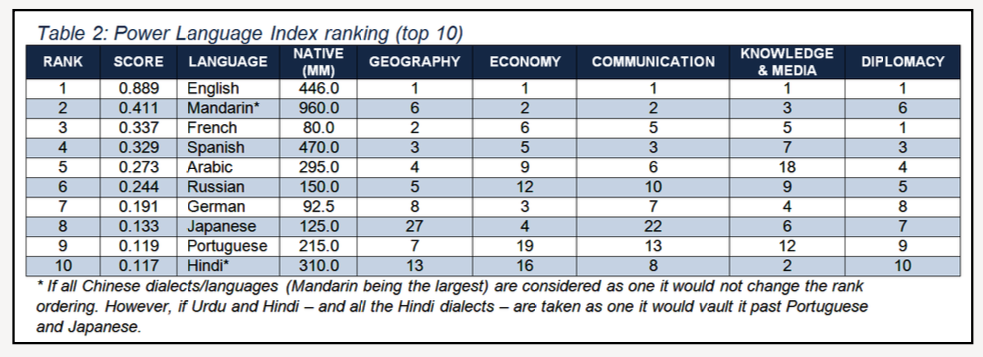 Table 2: Power Language Index ranking (top 10)
RANK SCORE LANGUAGE NATIVE (MM) GEOGRAPHY ECONOMY COMMUNICATION KNOWLEDGE & MEDIA DIPLOMACY
1 0.889 English 446.0 1 1 1 1 1
2 0.411 Mandarin* 960.0 6 2 2 3 6
3 0.337 French 80.0 2 6 5 5 1
4 0.329 Spanish 470.0 3 5 3 7 3
5 0.273 Arabic 295.0 4 9 6 18 4
6 0.244 Russian 150.0 5 12 10 9 5
7 0.191 German 92.5 8 3 7 4 8
8 0.133 Japanese 125.0 27 4 22 6 7
9 0.119 Portuguese 215.0 7 19 13 12 9
10 0.117 Hindi* 310.0 13 16 8 2 10
* If all Chinese dialects/languages (Mandarin being the largest) are considered as one it would not change the rank
ordering. However, if Urdu and Hindi – and all the Hindi dialects – are taken as one it would vault it past Portuguese
and Japanese.